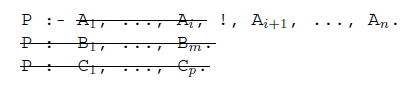 P :- A₁, ..., Aᵢ, !, Aᵢ₊₁, ..., Aₙ.
P :  B₁, ..., Bₘ.
P :  C₁, ..., Cₚ.